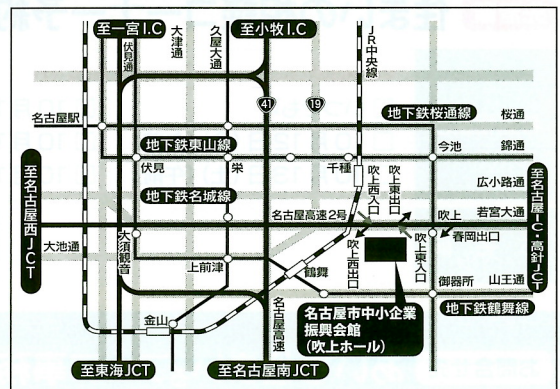 至一宮I.C
至小牧I.C
伏見通
大津通
久屋大通
JR中央線
41
19
名古屋駅
地下鉄桜通線
桜通
地下鉄東山線
今池
錦通
伏見
栄
千種
吹上西入口
吹上東出口
広小路通
地下鉄名城線
名古屋高速2号
吹上
若宮大通
至名古屋西JCT
至名古屋IC・高針JCT
大須観音
春岡出口
大池通
上前津
鶴舞
吹上西出口
吹上東入口
御器所
山王通
金山
名古屋高速
名古屋市中小企業
振興会館
(吹上ホール)
地下鉄鶴舞線
至東海JCT
至名古屋南JCT